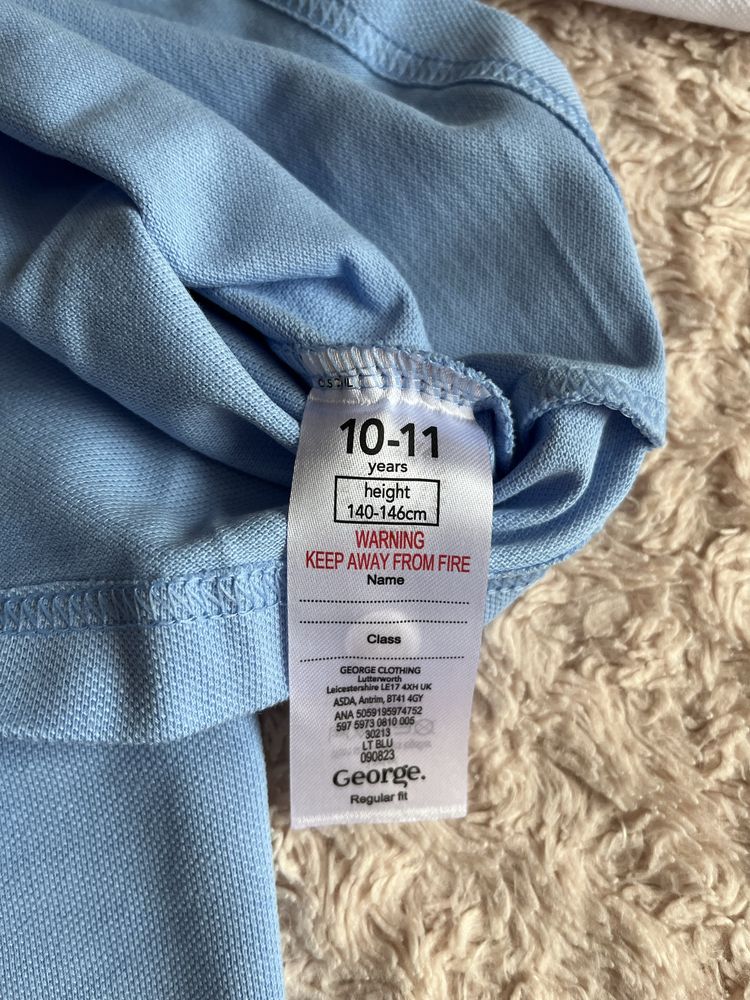 10-11
years
height
140-146cm
WARNING
KEEP AWAY FROM FIRE
Name
Class
GEORGE CLOTHING
Lutterworth
Leicestershire LE17 4XH UK
ASDA, Antrim, BT41 4GY
ANA 5059195974752
597 5973 0810 005
30213
LT BLU
090823
George.
Regular fit